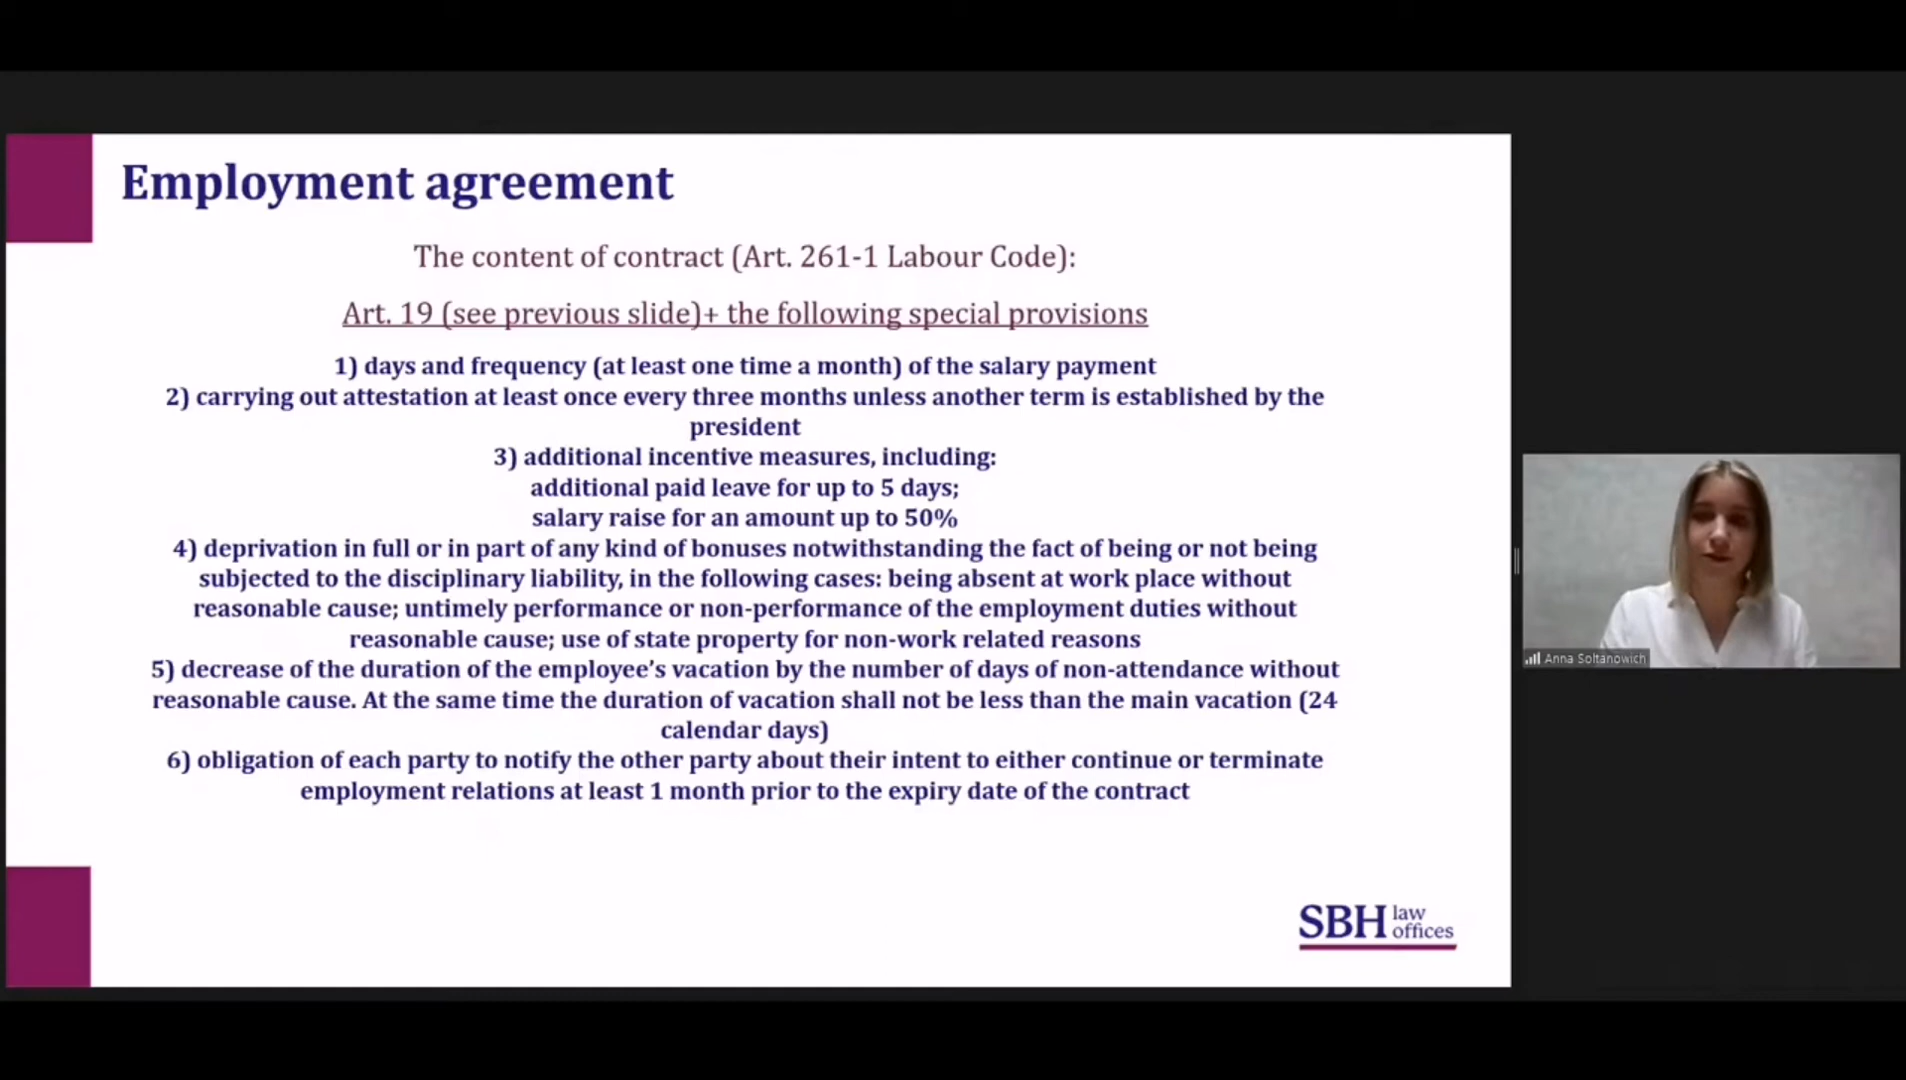 Employment agreement
The content of contract (Art. 261-1 Labour Code):
Art. 19 (see previous slide)+ the following special provisions
1) days and frequency (at least one time a month) of the salary payment
2) carrying out attestation at least once every three months unless another term is established by the
president
3) additional incentive measures, including:
additional paid leave for up to 5 days;
salary raise for an amount up to 50%
4) deprivation in full or in part of any kind of bonuses notwithstanding the fact of being or not being
subjected to the disciplinary liability, in the following cases: being absent at work place without
reasonable cause; untimely performance or non-performance of the employment duties without
reasonable cause; use of state property for non-work related reasons
5) decrease of the duration of the employee's vacation by the number of days of non-attendance without
reasonable cause. At the same time the duration of vacation shall not be less than the main vacation (24
calendar days)
6) obligation of each party to notify the other party about their intent to either continue or terminate
employment relations at least 1 month prior to the expiry date of the contract
SBH law
offices
Anna Soltanowich